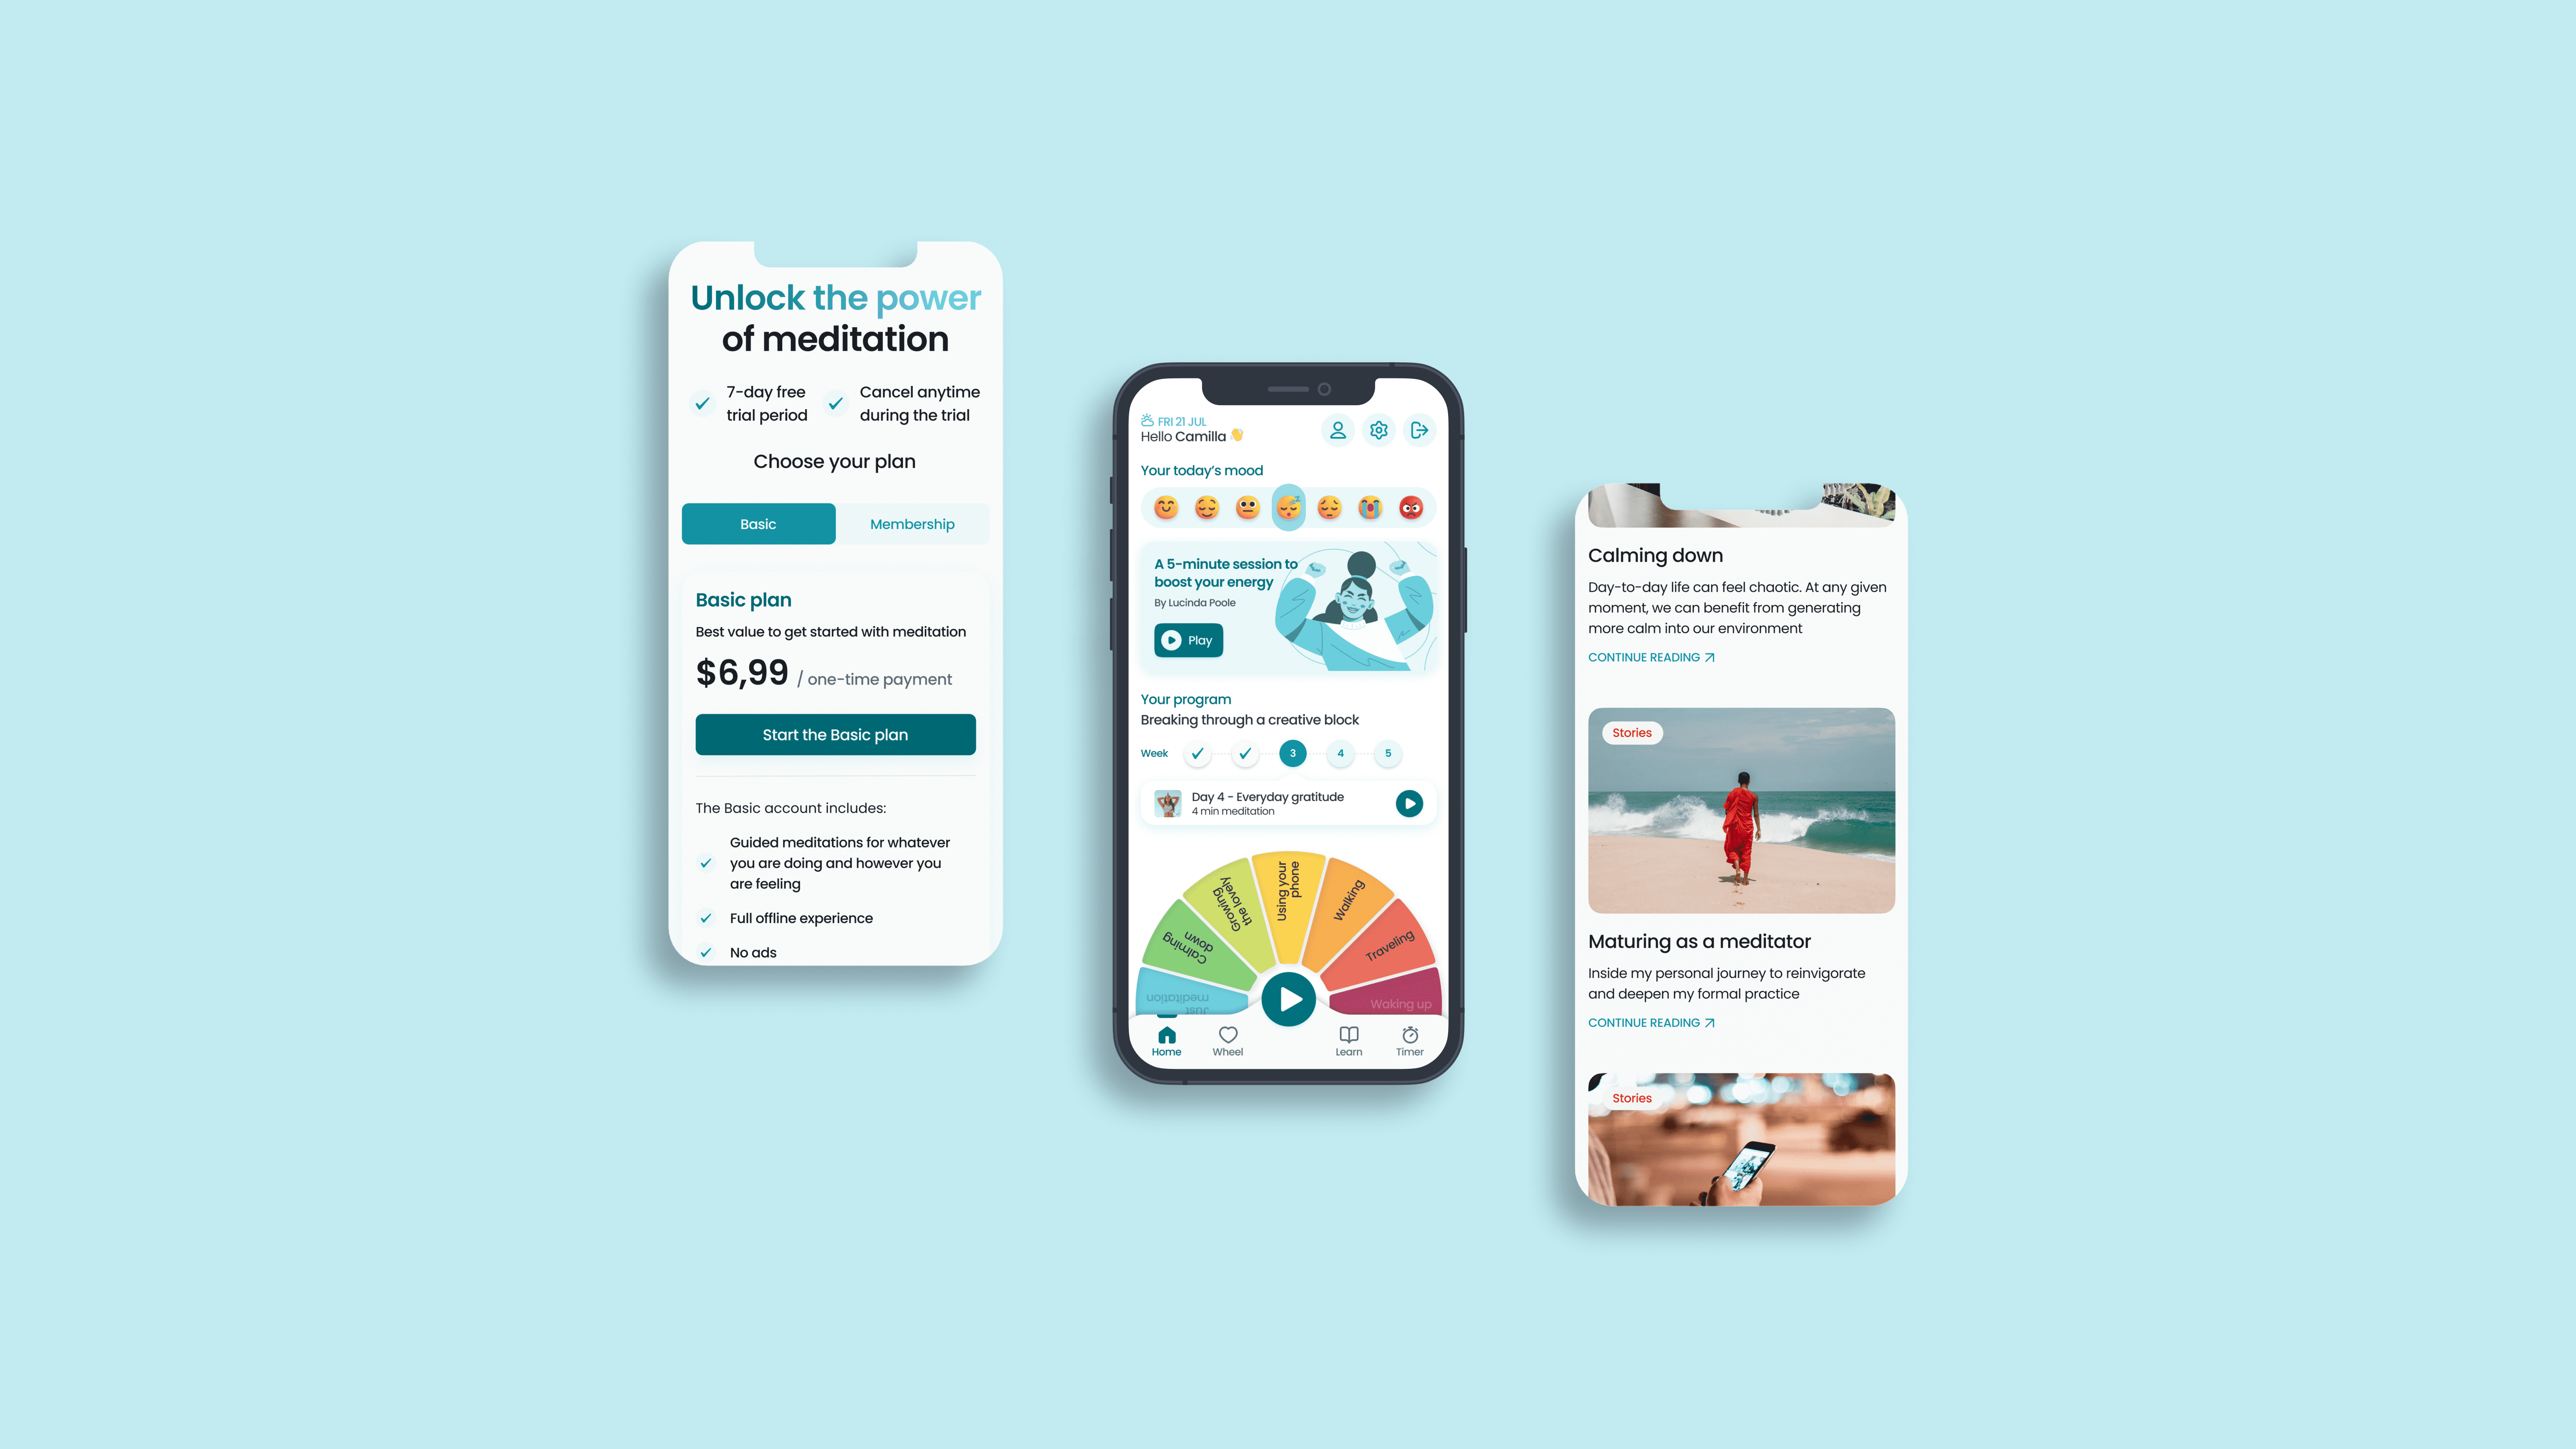 Unlock the power
of meditation
7-day free
trial period
Cancel anytime
during the trial
Choose your plan
Basic
Membership
Basic plan
Best value to get started with meditation
$6,99 / one-time payment
Start the Basic plan
The Basic account includes:
Guided meditations for whatever
you are doing and however you
are feeling
Full offline experience
No ads
FRI 21 JUL
Hello Camilla
Your today's mood
A 5-minute session to
boost your energy
By Lucinda Poole
Play
Your program
Breaking through a creative block
Week
3
4
5
Day 4 - Everyday gratitude
4 min meditation
Just
meditation
Calming
down
Growing
the lovely
Using your
phone
Walking
Traveling
Waking up
Home
Wheel
Learn
Timer
Calming down
Day-to-day life can feel chaotic. At any given
moment, we can benefit from generating
more calm into our environment
CONTINUE READING
Stories
Maturing as a meditator
Inside my personal journey to reinvigorate
and deepen my formal practice
CONTINUE READING
Stories